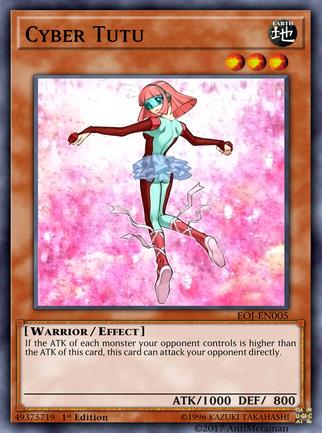 Cyber Tutu
EARTH
地
EOJ-EN005
[Warrior / Effect]
If the ATK of each monster your opponent controls is higher
than the ATK of this card, this card can attack your opponent directly.
ATK/1000 DEF/ 800
49375719 1st Edition ©1996 KAZUKI TAKAHASHI
©2017 AntiMetaman